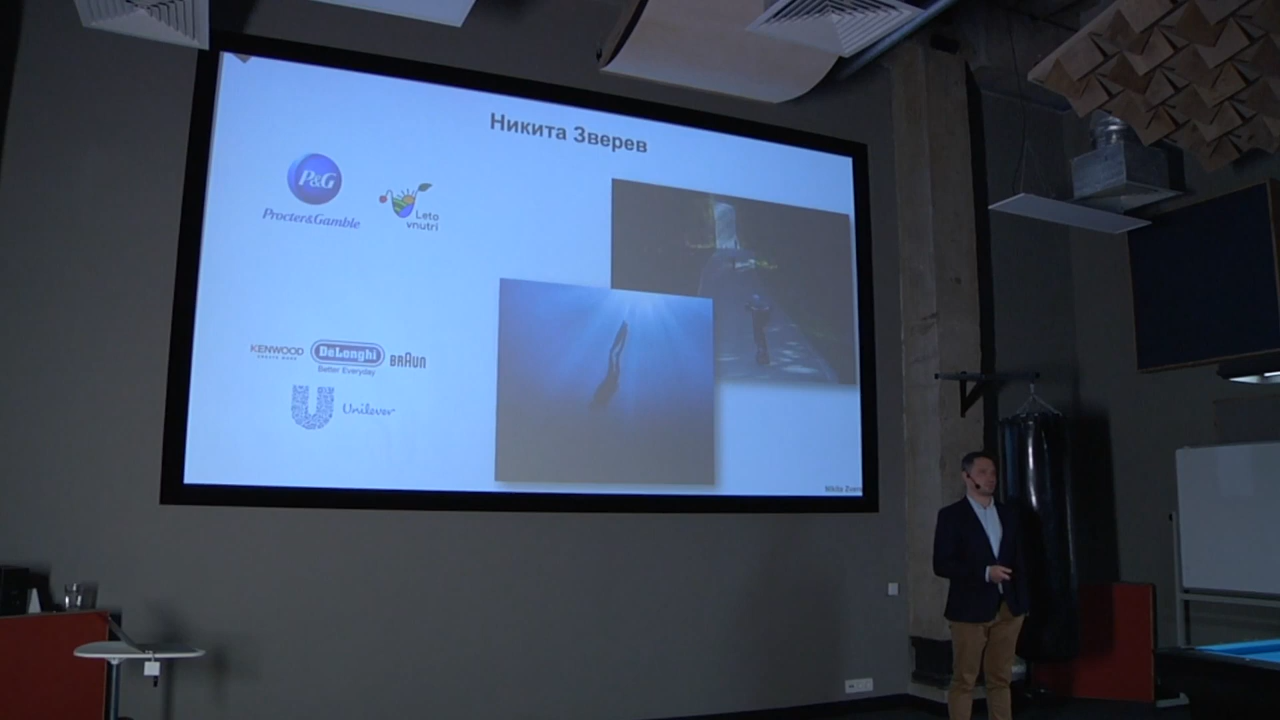 Никита Зверев
P&G
Procter&Gamble
Leto
vnutri
KENWOOD
DeLonghi
Better Everyday
BRAUN
Unilever